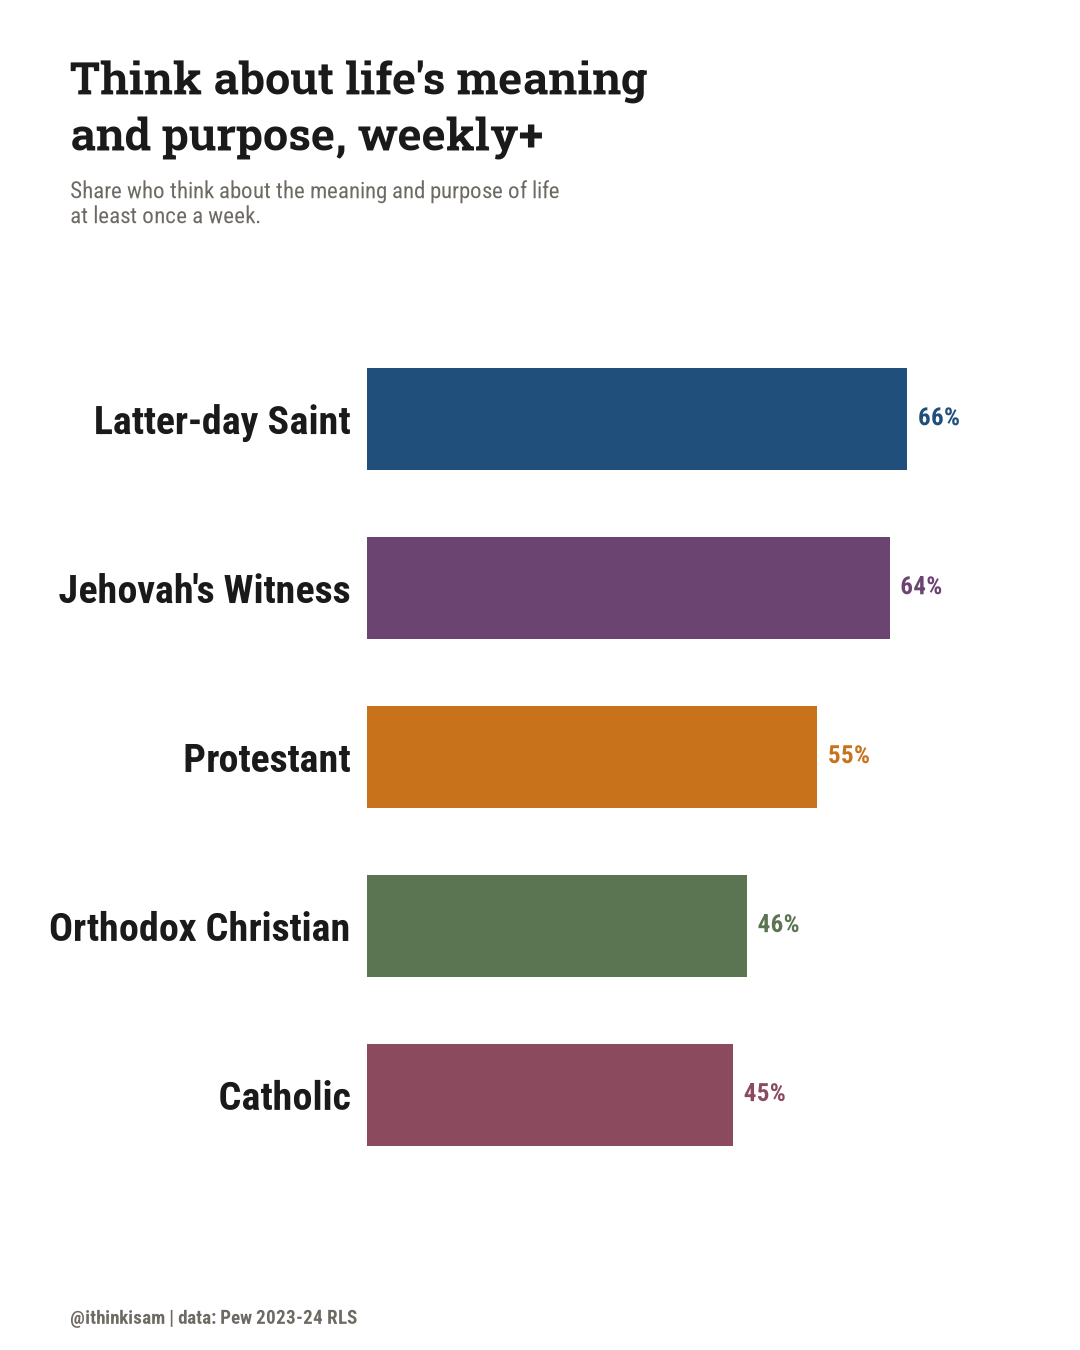 Think about life's meaning
and purpose, weekly+
Share who think about the meaning and purpose of life
at least once a week.
Latter-day Saint 66%
Jehovah's Witness 64%
Protestant 55%
Orthodox Christian 46%
Catholic 45%
@ithinkisam | data: Pew 2023-24 RLS